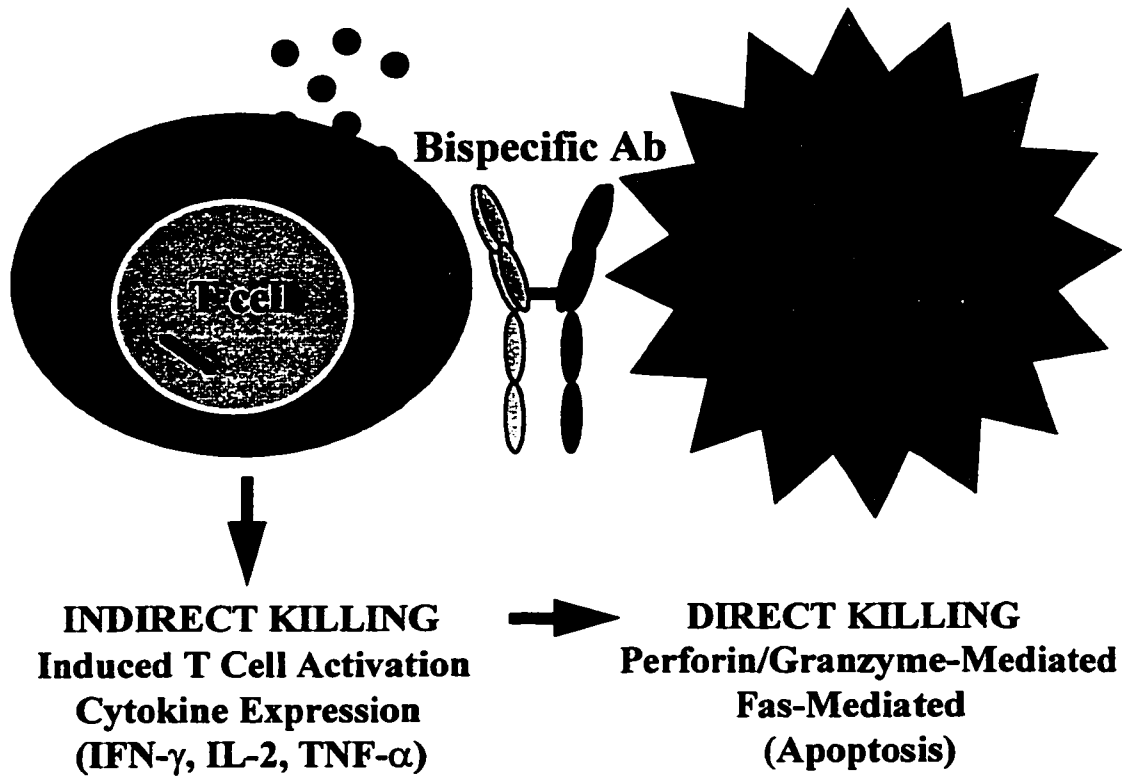 Bispecific Ab
T cell
INDIRECT KILLING
Induced T Cell Activation
Cytokine Expression
(IFN-γ, IL-2, TNF-α)
DIRECT KILLING
Perforin/Granzyme-Mediated
Fas-Mediated
(Apoptosis)